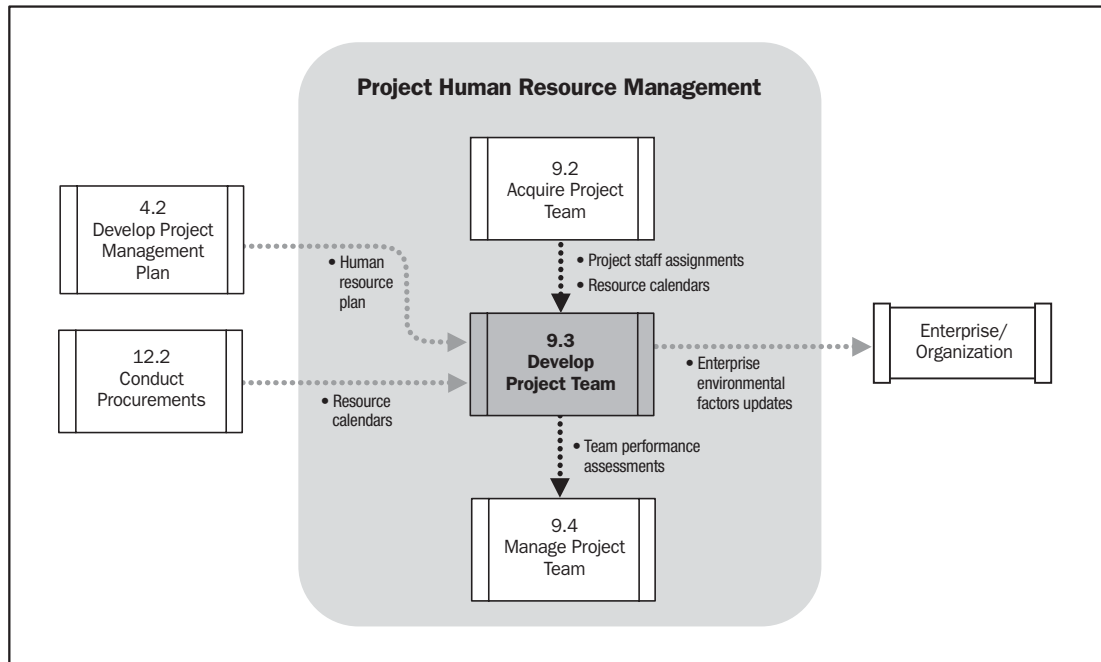 Project Human Resource Management
9.2
Acquire Project
Team
4.2
Develop Project
Management
Plan
• Human
resource
plan
• Project staff assignments
• Resource calendars
12.2
Conduct
Procurements
• Resource
calendars
9.3
Develop
Project Team
• Enterprise
environmental
factors updates
Enterprise/
Organization
• Team performance
assessments
9.4
Manage Project
Team